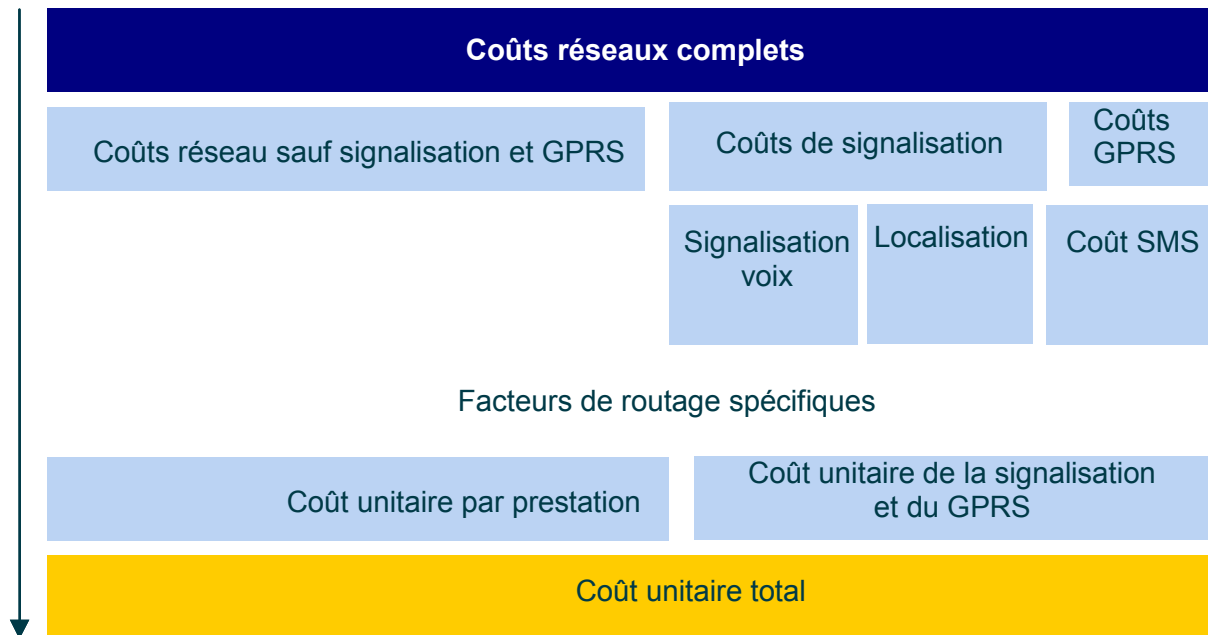 Coûts réseaux complets
Coûts réseau sauf signalisation et GPRS
Coûts de signalisation
Coûts
GPRS
Signalisation
voix
Localisation
Coût SMS
Facteurs de routage spécifiques
Coût unitaire par prestation
Coût unitaire de la signalisation
et du GPRS
Coût unitaire total